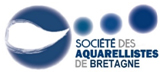 SOCIÉTÉ DES
AQUARELLISTES
DE BRETAGNE